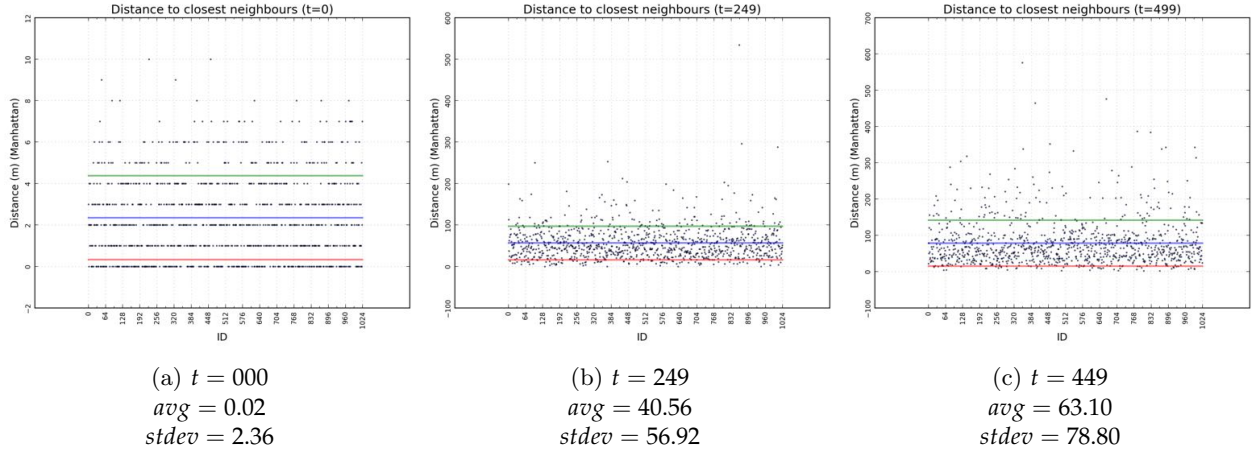 Distance to closest neighbours (t=0)
Distance (m) (Manhattan)
12
10
8
6
4
2
0
−2
0 64 128 192 256 320 384 448 512 576 640 704 768 832 896 960 1024
ID
Distance to closest neighbours (t=249)
Distance (m) (Manhattan)
600
500
400
300
200
100
0
−100
0 64 128 192 256 320 384 448 512 576 640 704 768 832 896 960 1024
ID
Distance to closest neighbours (t=499)
Distance (m) (Manhattan)
700
600
500
400
300
200
100
0
−100
0 64 128 192 256 320 384 448 512 576 640 704 768 832 896 960 1024
ID
(a) t = 000
avg = 0.02
stdev = 2.36
(b) t = 249
avg = 40.56
stdev = 56.92
(c) t = 449
avg = 63.10
stdev = 78.80